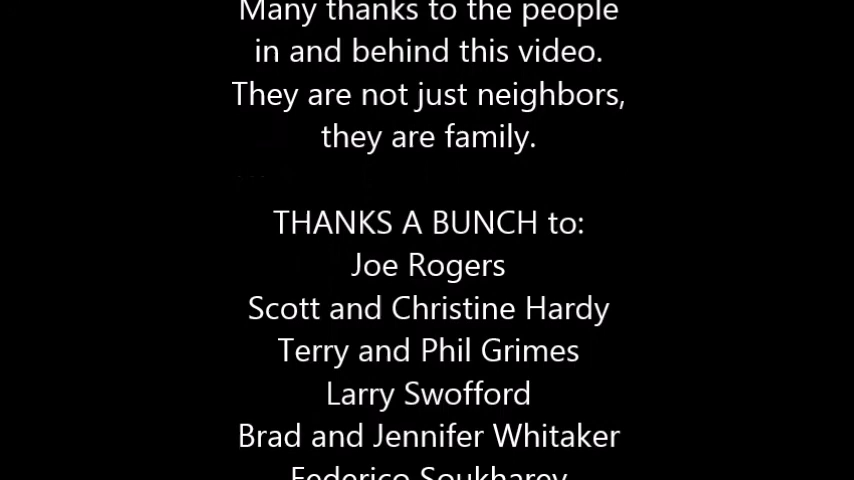 Many thanks to the people
in and behind this video.
They are not just neighbors,
they are family.
THANKS A BUNCH to:
Joe Rogers
Scott and Christine Hardy
Terry and Phil Grimes
Larry Swofford
Brad and Jennifer Whitaker
Federico Soukharev